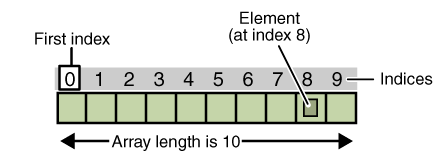 Element
(at index 8)
First index
0 1 2 3 4 5 6 7 8 9
Indices
Array length is 10